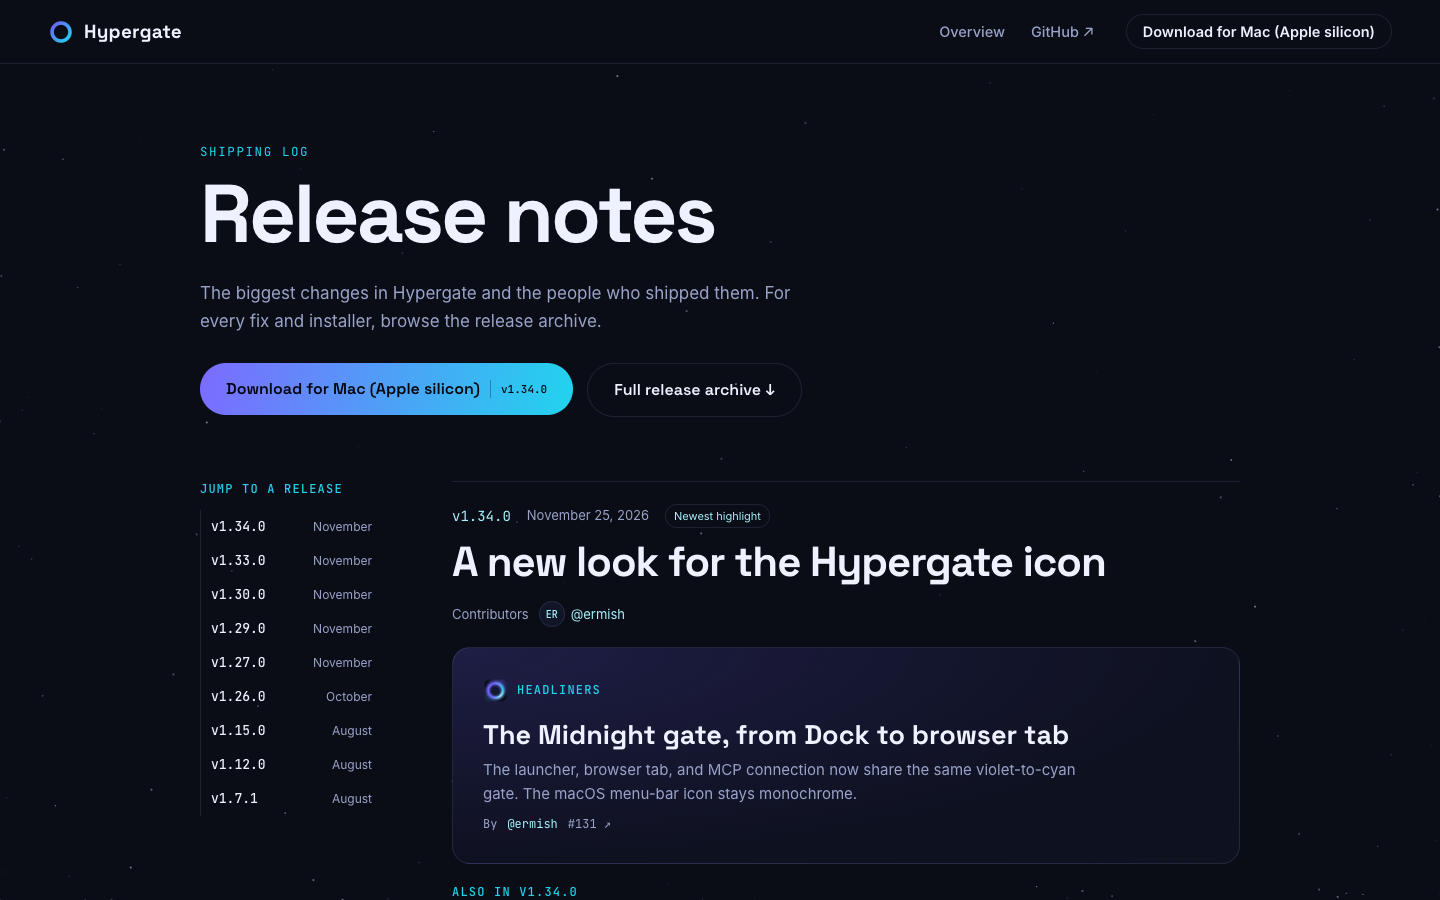 Hypergate
Overview
GitHub ↗
Download for Mac (Apple silicon)
SHIPPING LOG
Release notes
The biggest changes in Hypergate and the people who shipped them. For
every fix and installer, browse the release archive.
Download for Mac (Apple silicon) | v1.34.0
Full release archive ↓
JUMP TO A RELEASE
v1.34.0 November
v1.33.0 November
v1.30.0 November
v1.29.0 November
v1.27.0 November
v1.26.0 October
v1.15.0 August
v1.12.0 August
v1.7.1 August
v1.34.0 November 25, 2026 Newest highlight
A new look for the Hypergate icon
Contributors ER @ermish
HEADLINERS
The Midnight gate, from Dock to browser tab
The launcher, browser tab, and MCP connection now share the same violet-to-cyan
gate. The macOS menu-bar icon stays monochrome.
By @ermish #131 ↗
ALSO IN V1.34.0